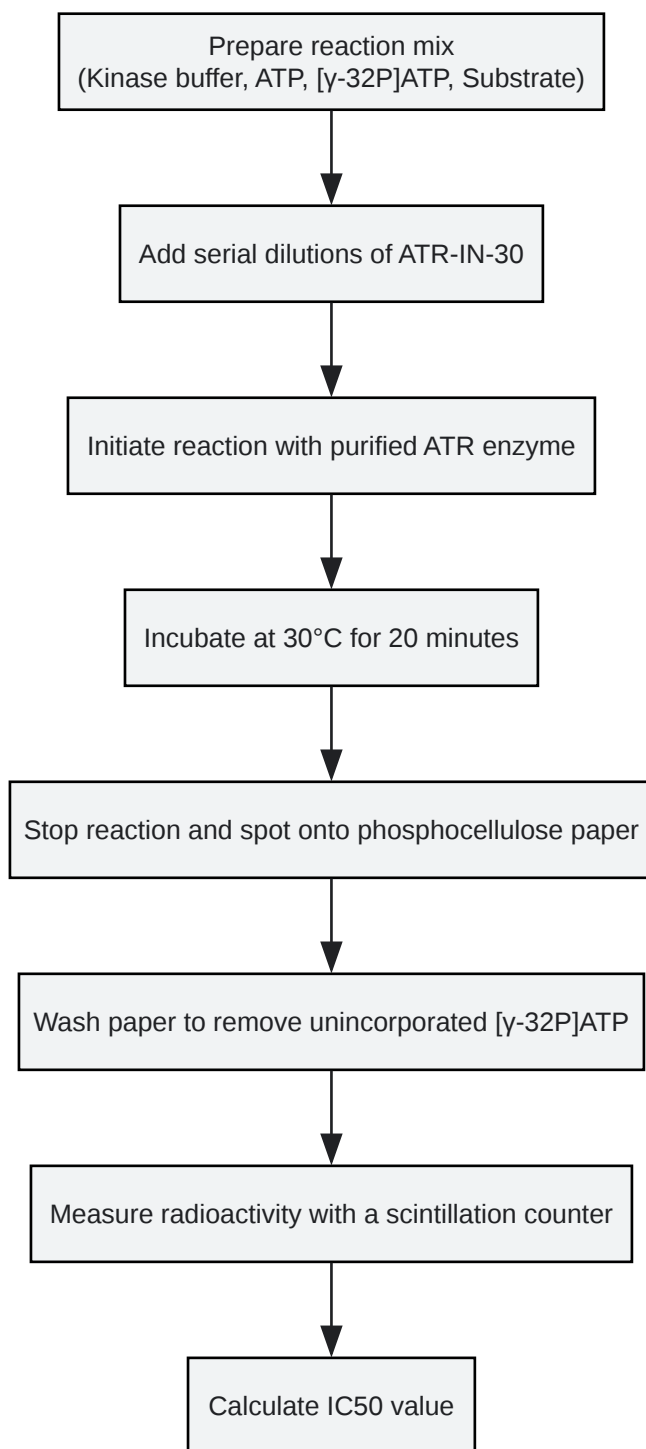 Prepare reaction mix
(Kinase buffer, ATP, [γ-32P]ATP, Substrate)
Add serial dilutions of ATR-IN-30
Initiate reaction with purified ATR enzyme
Incubate at 30°C for 20 minutes
Stop reaction and spot onto phosphocellulose paper
Wash paper to remove unincorporated [γ-32P]ATP
Measure radioactivity with a scintillation counter
Calculate IC50 value